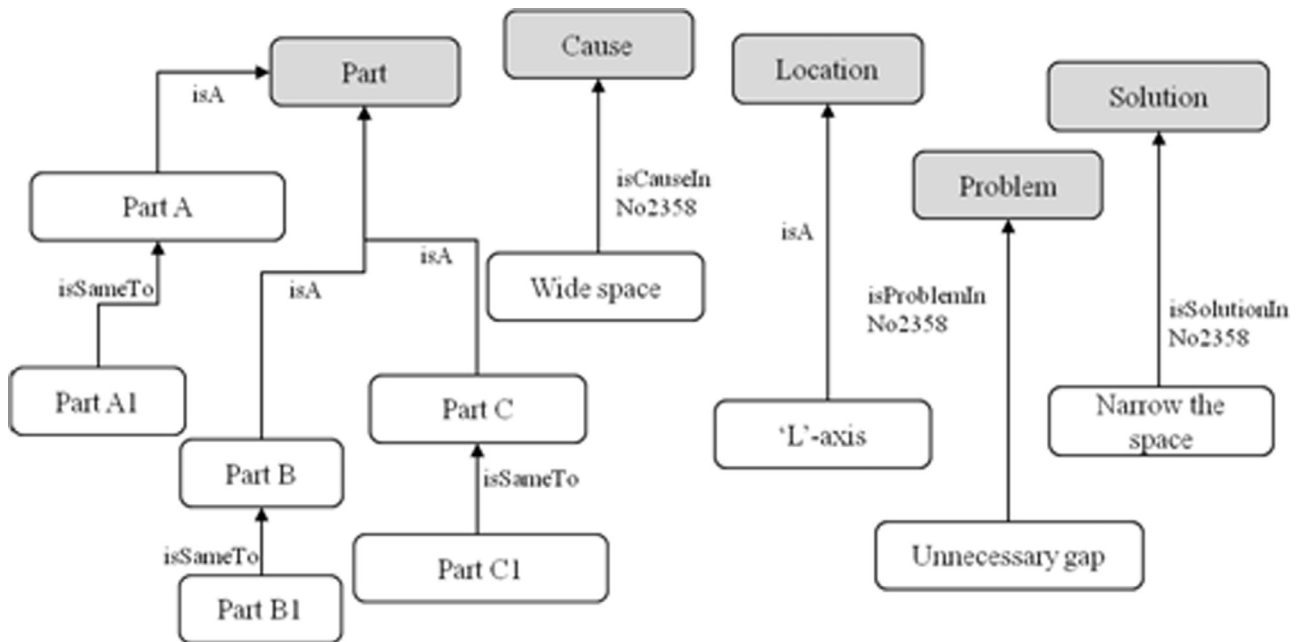 Part
Cause
Location
Solution
isA
Part A
isCauseIn
No2358
Problem
isA
isSameTo
isA
isA
Wide space
isProblemIn
No2358
isSolutionIn
No2358
Part A1
Part C
'L'-axis
Narrow the
space
Part B
isSameTo
isSameTo
Part B1
Part C1
Unnecessary gap